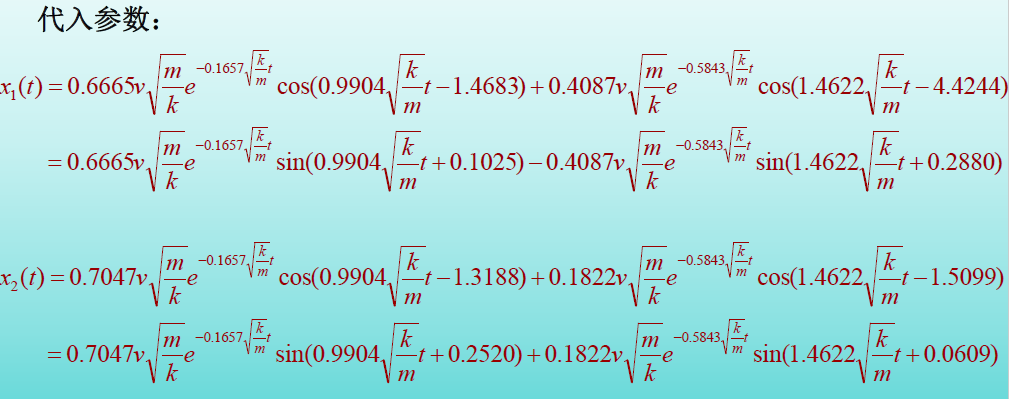 代入参数：
x₁(t) = 0.6665v√(m/k) e^(−0.1657√(k/m) t) cos(0.9904√(k/m) t − 1.4683) + 0.4087v√(m/k) e^(−0.5843√(k/m) t) cos(1.4622√(k/m) t − 4.4244)
= 0.6665v√(m/k) e^(−0.1657√(k/m) t) sin(0.9904√(k/m) t + 0.1025) − 0.4087v√(m/k) e^(−0.5843√(k/m) t) sin(1.4622√(k/m) t + 0.2880)
x₂(t) = 0.7047v√(m/k) e^(−0.1657√(k/m) t) cos(0.9904√(k/m) t − 1.3188) + 0.1822v√(m/k) e^(−0.5843√(k/m) t) cos(1.4622√(k/m) t − 1.5099)
= 0.7047v√(m/k) e^(−0.1657√(k/m) t) sin(0.9904√(k/m) t + 0.2520) + 0.1822v√(m/k) e^(−0.5843√(k/m) t) sin(1.4622√(k/m) t + 0.0609)